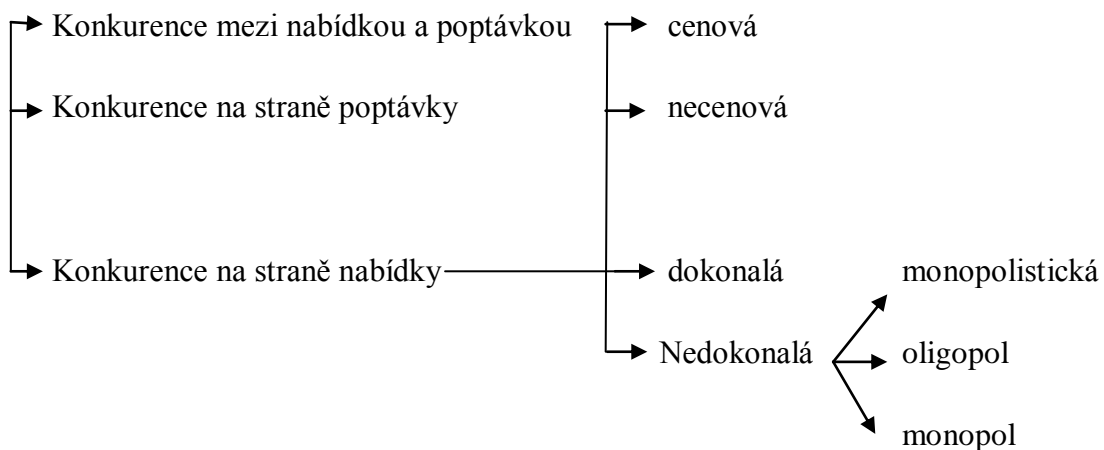 Konkurence mezi nabídkou a poptávkou cenová
Konkurence na straně poptávky necenová
Konkurence na straně nabídky dokonalá monopolistická
Nedokonalá oligopol
monopol